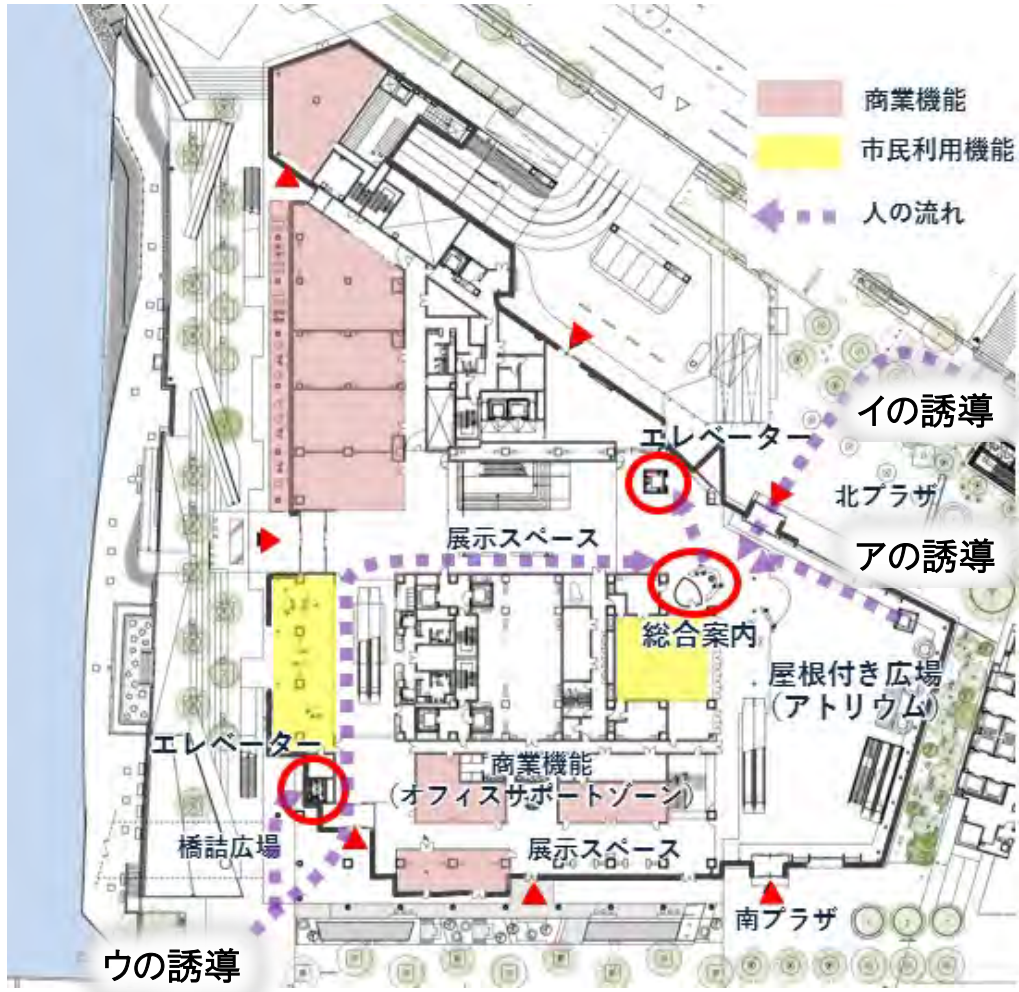 商業機能
市民利用機能
人の流れ
イの誘導
エレベーター
北プラザ
展示スペース
アの誘導
総合案内
屋根付き広場
(アトリウム)
エレベーター
商業機能
(オフィスサポートゾーン)
橋詰広場
展示スペース
南プラザ
ウの誘導